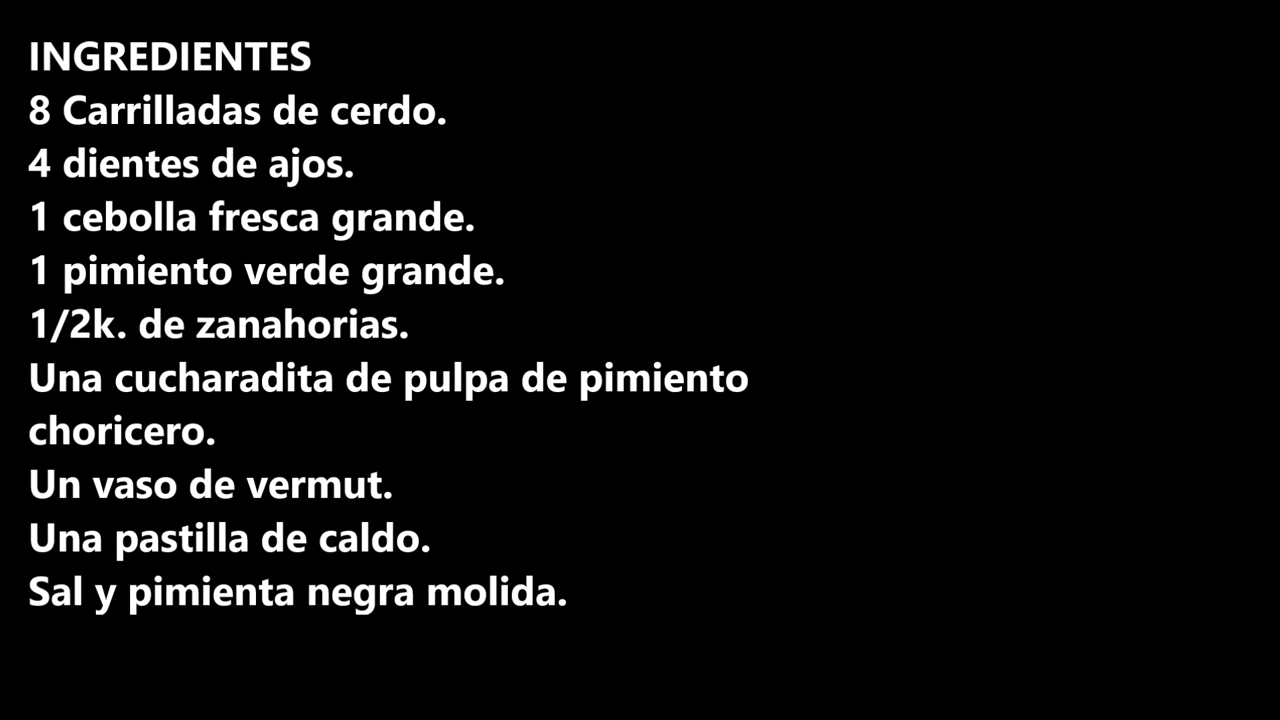 INGREDIENTES
8 Carrilladas de cerdo.
4 dientes de ajos.
1 cebolla fresca grande.
1 pimiento verde grande.
1/2k. de zanahorias.
Una cucharadita de pulpa de pimiento
choricero.
Un vaso de vermut.
Una pastilla de caldo.
Sal y pimienta negra molida.